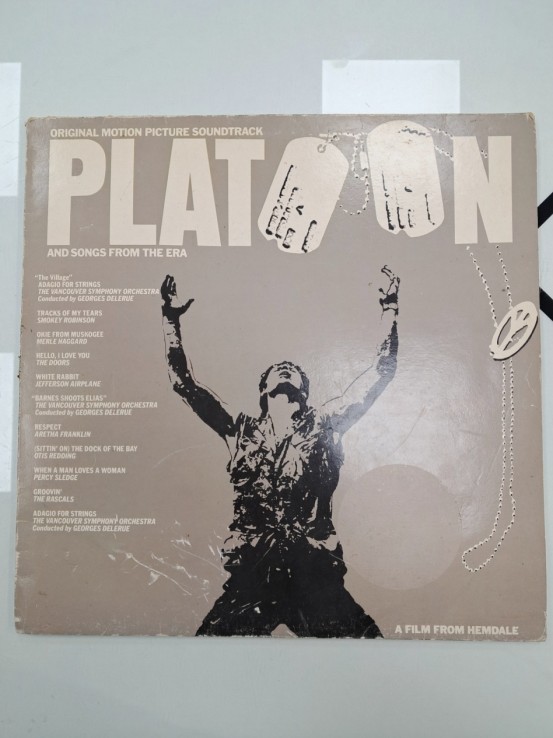 ORIGINAL MOTION PICTURE SOUNDTRACK
PLATOON
AND SONGS FROM THE ERA
"The Village"
ADAGIO FOR STRINGS
THE VANCOUVER SYMPHONY ORCHESTRA
Conducted by GEORGES DELERUE
TRACKS OF MY TEARS
SMOKEY ROBINSON
OKIE FROM MUSKOGEE
MERLE HAGGARD
HELLO, I LOVE YOU
THE DOORS
WHITE RABBIT
JEFFERSON AIRPLANE
"BARNES SHOOTS ELIAS"
THE VANCOUVER SYMPHONY ORCHESTRA
Conducted by GEORGES DELERUE
RESPECT
ARETHA FRANKLIN
(SITTIN' ON) THE DOCK OF THE BAY
OTIS REDDING
WHEN A MAN LOVES A WOMAN
PERCY SLEDGE
GROOVIN'
THE RASCALS
ADAGIO FOR STRINGS
THE VANCOUVER SYMPHONY ORCHESTRA
Conducted by GEORGES DELERUE
A FILM FROM HEMDALE